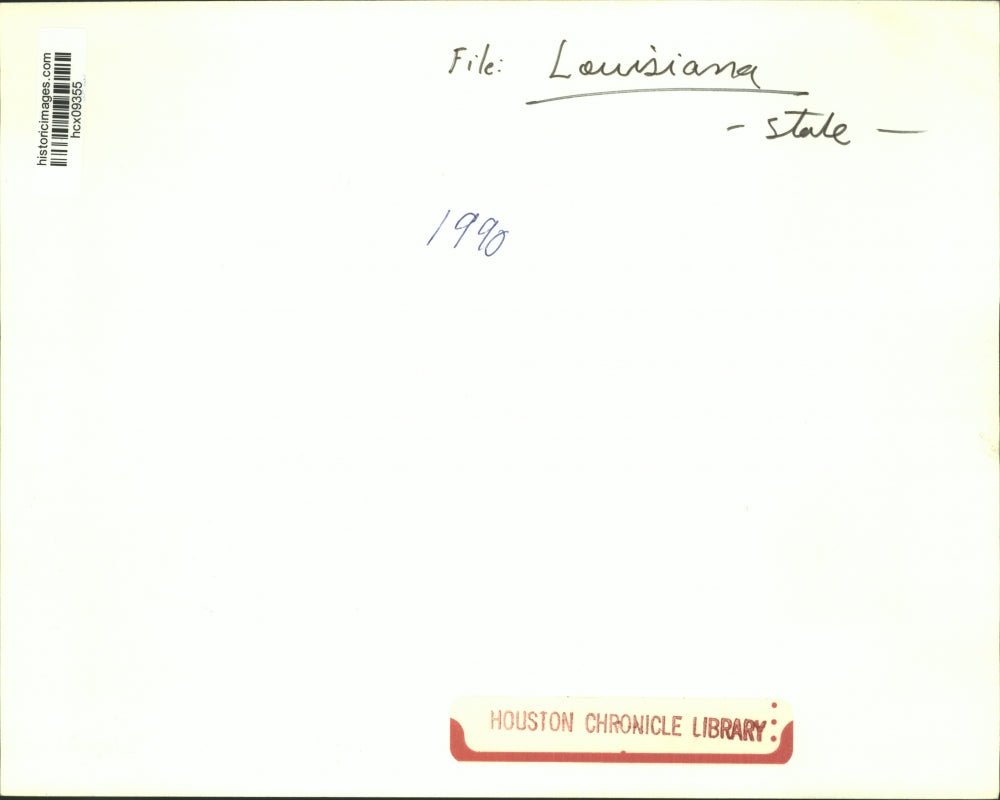 historicimages.com
hcx09355
File: Louisiana
- state -
1990
HOUSTON CHRONICLE LIBRARY